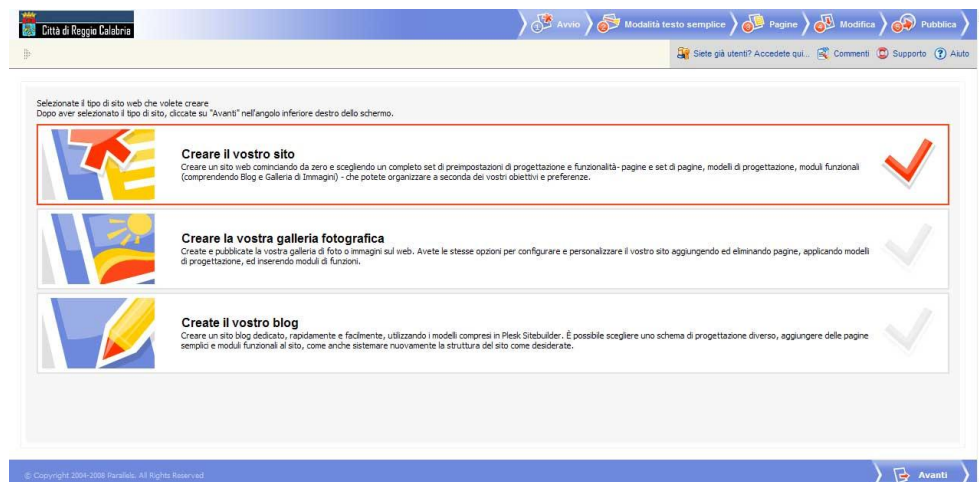 Città di Reggio Calabria
1 Avvio 2 Modalità testo semplice 3 Pagine 4 Modifica 5 Pubblica
Siete già utenti? Accedete qui... Commenti Supporto Aiuto
Selezionate il tipo di sito web che volete creare
Dopo aver selezionato il tipo di sito, cliccate su "Avanti" nell'angolo inferiore destro dello schermo.
Creare il vostro sito
Creare un sito web cominciando da zero e scegliendo un completo set di preimpostazioni di progettazione e funzionalità- pagine e set di pagine, modelli di progettazione, moduli funzionali
(comprendendo Blog e Galleria di Immagini) - che potete organizzare a seconda dei vostri obiettivi e preferenze.
Creare la vostra galleria fotografica
Create e pubblicate la vostra galleria di foto o immagini sul web. Avete le stesse opzioni per configurare e personalizzare il vostro sito aggiungendo ed eliminando pagine, applicando modelli
di progettazione, ed inserendo moduli di funzioni.
Create il vostro blog
Creare un sito blog dedicato, rapidamente e facilmente, utilizzando i modelli compresi in Plesk Sitebuilder. È possibile scegliere uno schema di progettazione diverso, aggiungere delle pagine
semplici e moduli funzionali al sito, come anche sistemare nuovamente la struttura del sito come desiderate.
© Copyright 2004-2008 Parallels. All Rights Reserved
Avanti